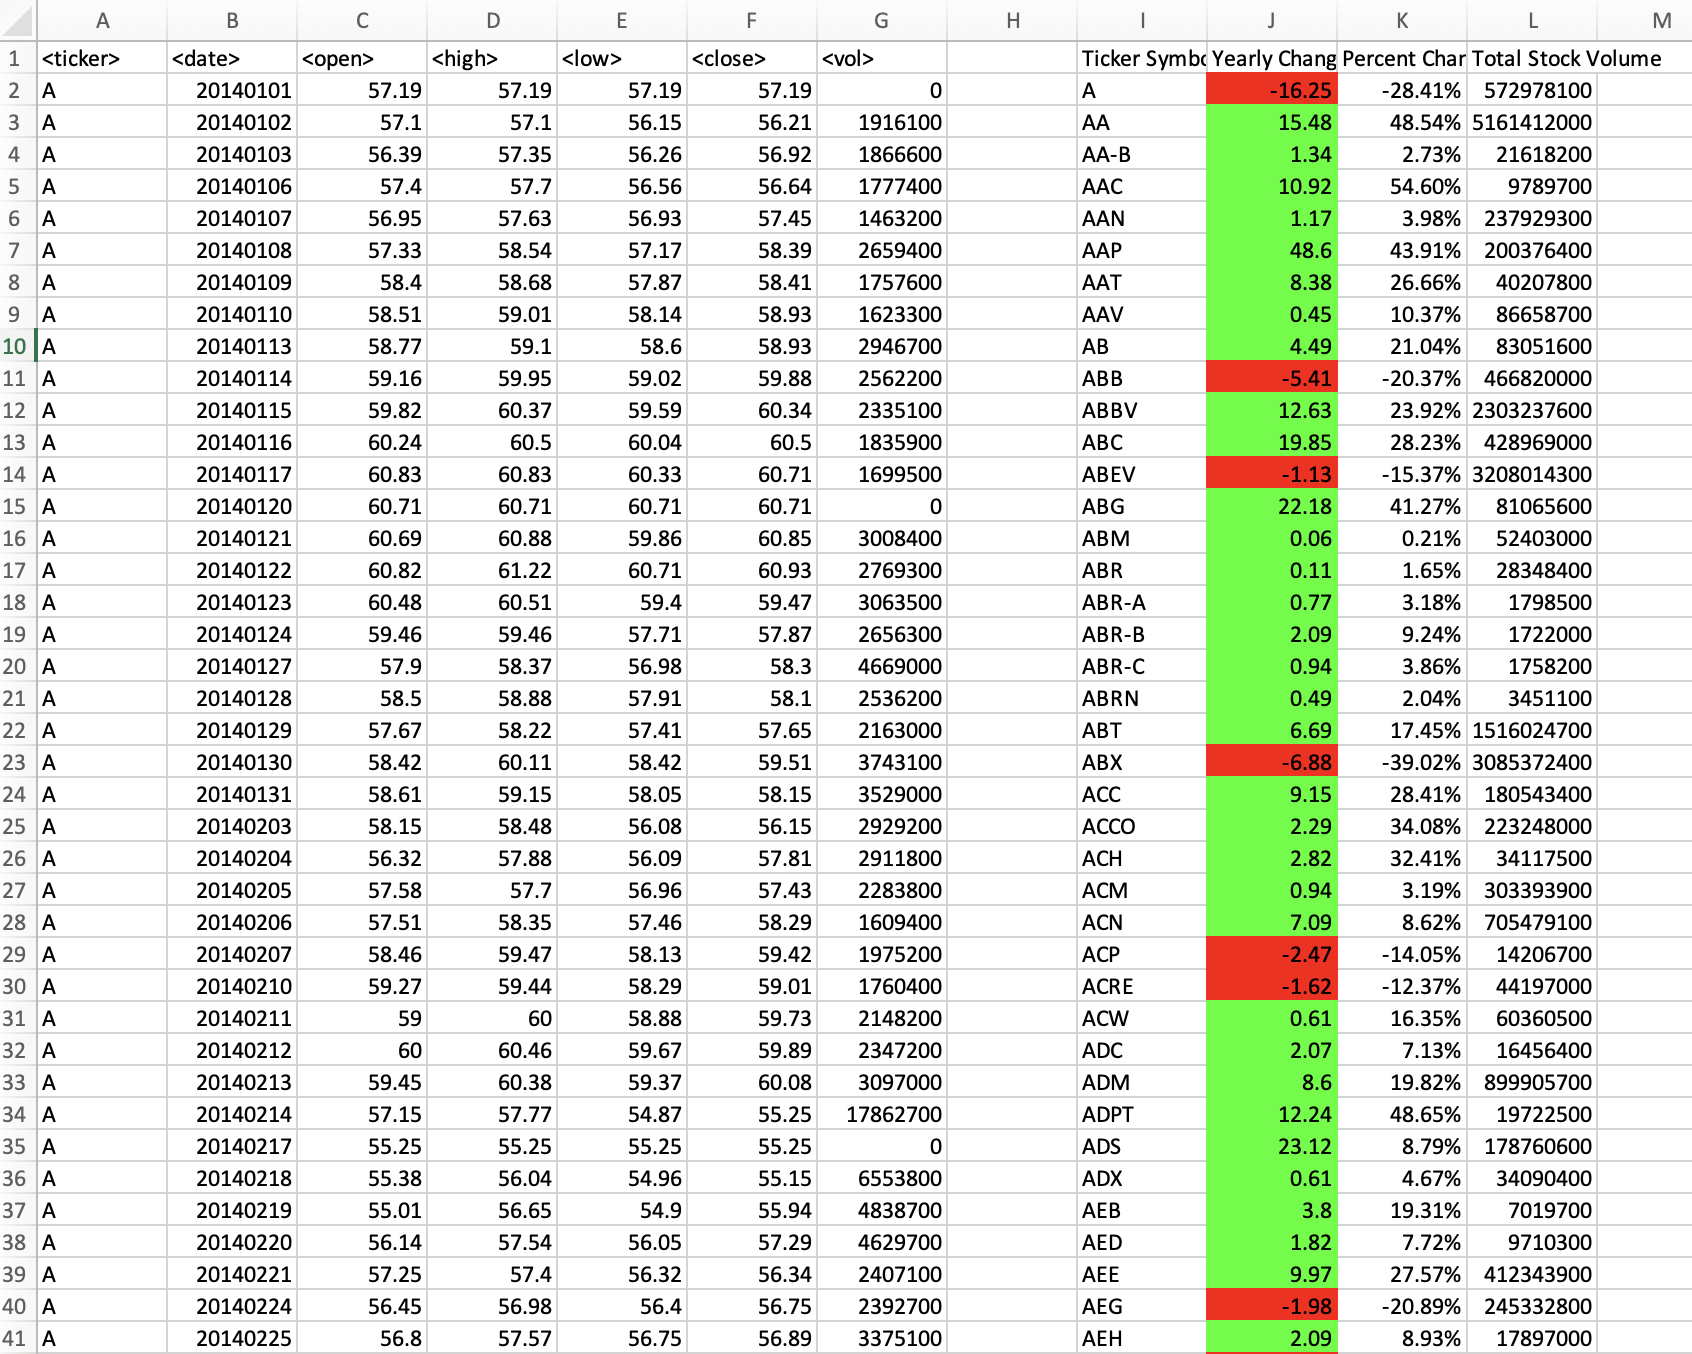 A B C D E F G H I J K L M
1 <ticker> <date> <open> <high> <low> <close> <vol> Ticker Symbo Yearly Chang Percent Char Total Stock Volume
2 A 20140101 57.19 57.19 57.19 57.19 0 A -16.25 -28.41% 572978100
3 A 20140102 57.1 57.1 56.15 56.21 1916100 AA 15.48 48.54% 5161412000
4 A 20140103 56.39 57.35 56.26 56.92 1866600 AA-B 1.34 2.73% 21618200
5 A 20140106 57.4 57.7 56.56 56.64 1777400 AAC 10.92 54.60% 9789700
6 A 20140107 56.95 57.63 56.93 57.45 1463200 AAN 1.17 3.98% 237929300
7 A 20140108 57.33 58.54 57.17 58.39 2659400 AAP 48.6 43.91% 200376400
8 A 20140109 58.4 58.68 57.87 58.41 1757600 AAT 8.38 26.66% 40207800
9 A 20140110 58.51 59.01 58.14 58.93 1623300 AAV 0.45 10.37% 86658700
10 A 20140113 58.77 59.1 58.6 58.93 2946700 AB 4.49 21.04% 83051600
11 A 20140114 59.16 59.95 59.02 59.88 2562200 ABB -5.41 -20.37% 466820000
12 A 20140115 59.82 60.37 59.59 60.34 2335100 ABBV 12.63 23.92% 2303237600
13 A 20140116 60.24 60.5 60.04 60.5 1835900 ABC 19.85 28.23% 428969000
14 A 20140117 60.83 60.83 60.33 60.71 1699500 ABEV -1.13 -15.37% 3208014300
15 A 20140120 60.71 60.71 60.71 60.71 0 ABG 22.18 41.27% 81065600
16 A 20140121 60.69 60.88 59.86 60.85 3008400 ABM 0.06 0.21% 52403000
17 A 20140122 60.82 61.22 60.71 60.93 2769300 ABR 0.11 1.65% 28348400
18 A 20140123 60.48 60.51 59.4 59.47 3063500 ABR-A 0.77 3.18% 1798500
19 A 20140124 59.46 59.46 57.71 57.87 2656300 ABR-B 2.09 9.24% 1722000
20 A 20140127 57.9 58.37 56.98 58.3 4669000 ABR-C 0.94 3.86% 1758200
21 A 20140128 58.5 58.88 57.91 58.1 2536200 ABRN 0.49 2.04% 3451100
22 A 20140129 57.67 58.22 57.41 57.65 2163000 ABT 6.69 17.45% 1516024700
23 A 20140130 58.42 60.11 58.42 59.51 3743100 ABX -6.88 -39.02% 3085372400
24 A 20140131 58.61 59.15 58.05 58.15 3529000 ACC 9.15 28.41% 180543400
25 A 20140203 58.15 58.48 56.08 56.15 2929200 ACCO 2.29 34.08% 223248000
26 A 20140204 56.32 57.88 56.09 57.81 2911800 ACH 2.82 32.41% 34117500
27 A 20140205 57.58 57.7 56.96 57.43 2283800 ACM 0.94 3.19% 303393900
28 A 20140206 57.51 58.35 57.46 58.29 1609400 ACN 7.09 8.62% 705479100
29 A 20140207 58.46 59.47 58.13 59.42 1975200 ACP -2.47 -14.05% 14206700
30 A 20140210 59.27 59.44 58.29 59.01 1760400 ACRE -1.62 -12.37% 44197000
31 A 20140211 59 60 58.88 59.73 2148200 ACW 0.61 16.35% 60360500
32 A 20140212 60 60.46 59.67 59.89 2347200 ADC 2.07 7.13% 16456400
33 A 20140213 59.45 60.38 59.37 60.08 3097000 ADM 8.6 19.82% 899905700
34 A 20140214 57.15 57.77 54.87 55.25 17862700 ADPT 12.24 48.65% 19722500
35 A 20140217 55.25 55.25 55.25 55.25 0 ADS 23.12 8.79% 178760600
36 A 20140218 55.38 56.04 54.96 55.15 6553800 ADX 0.61 4.67% 34090400
37 A 20140219 55.01 56.65 54.9 55.94 4838700 AEB 3.8 19.31% 7019700
38 A 20140220 56.14 57.54 56.05 57.29 4629700 AED 1.82 7.72% 9710300
39 A 20140221 57.25 57.4 56.32 56.34 2407100 AEE 9.97 27.57% 412343900
40 A 20140224 56.45 56.98 56.4 56.75 2392700 AEG -1.98 -20.89% 245332800
41 A 20140225 56.8 57.57 56.75 56.89 3375100 AEH 2.09 8.93% 17897000